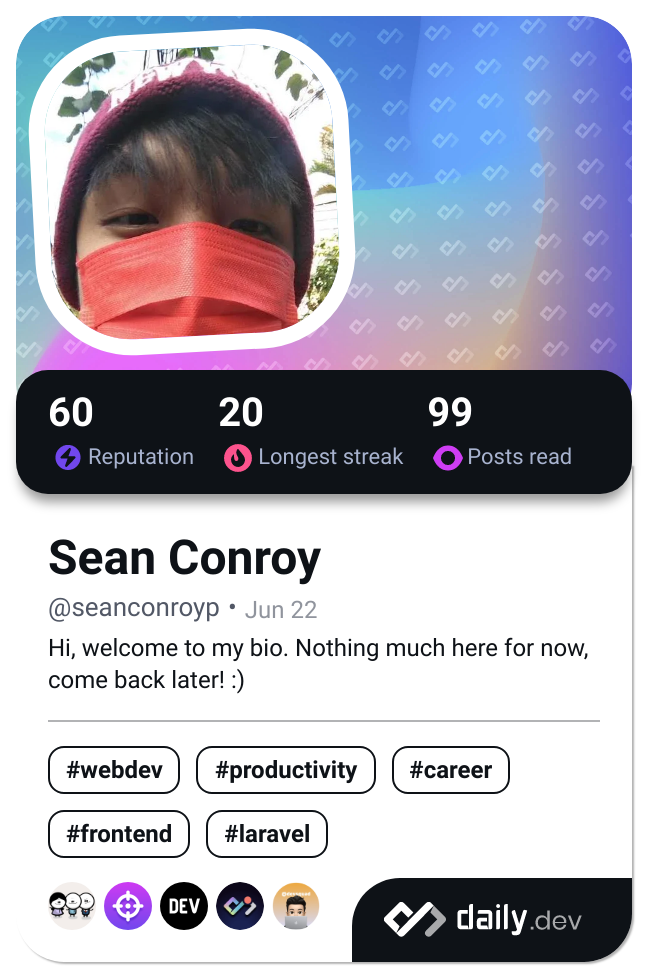 60 20 99
Reputation Longest streak Posts read
Sean Conroy
@seanconroyp • Jun 22
Hi, welcome to my bio. Nothing much here for now,
come back later! :)
#webdev #productivity #career
#frontend #laravel
DEV
daily.dev